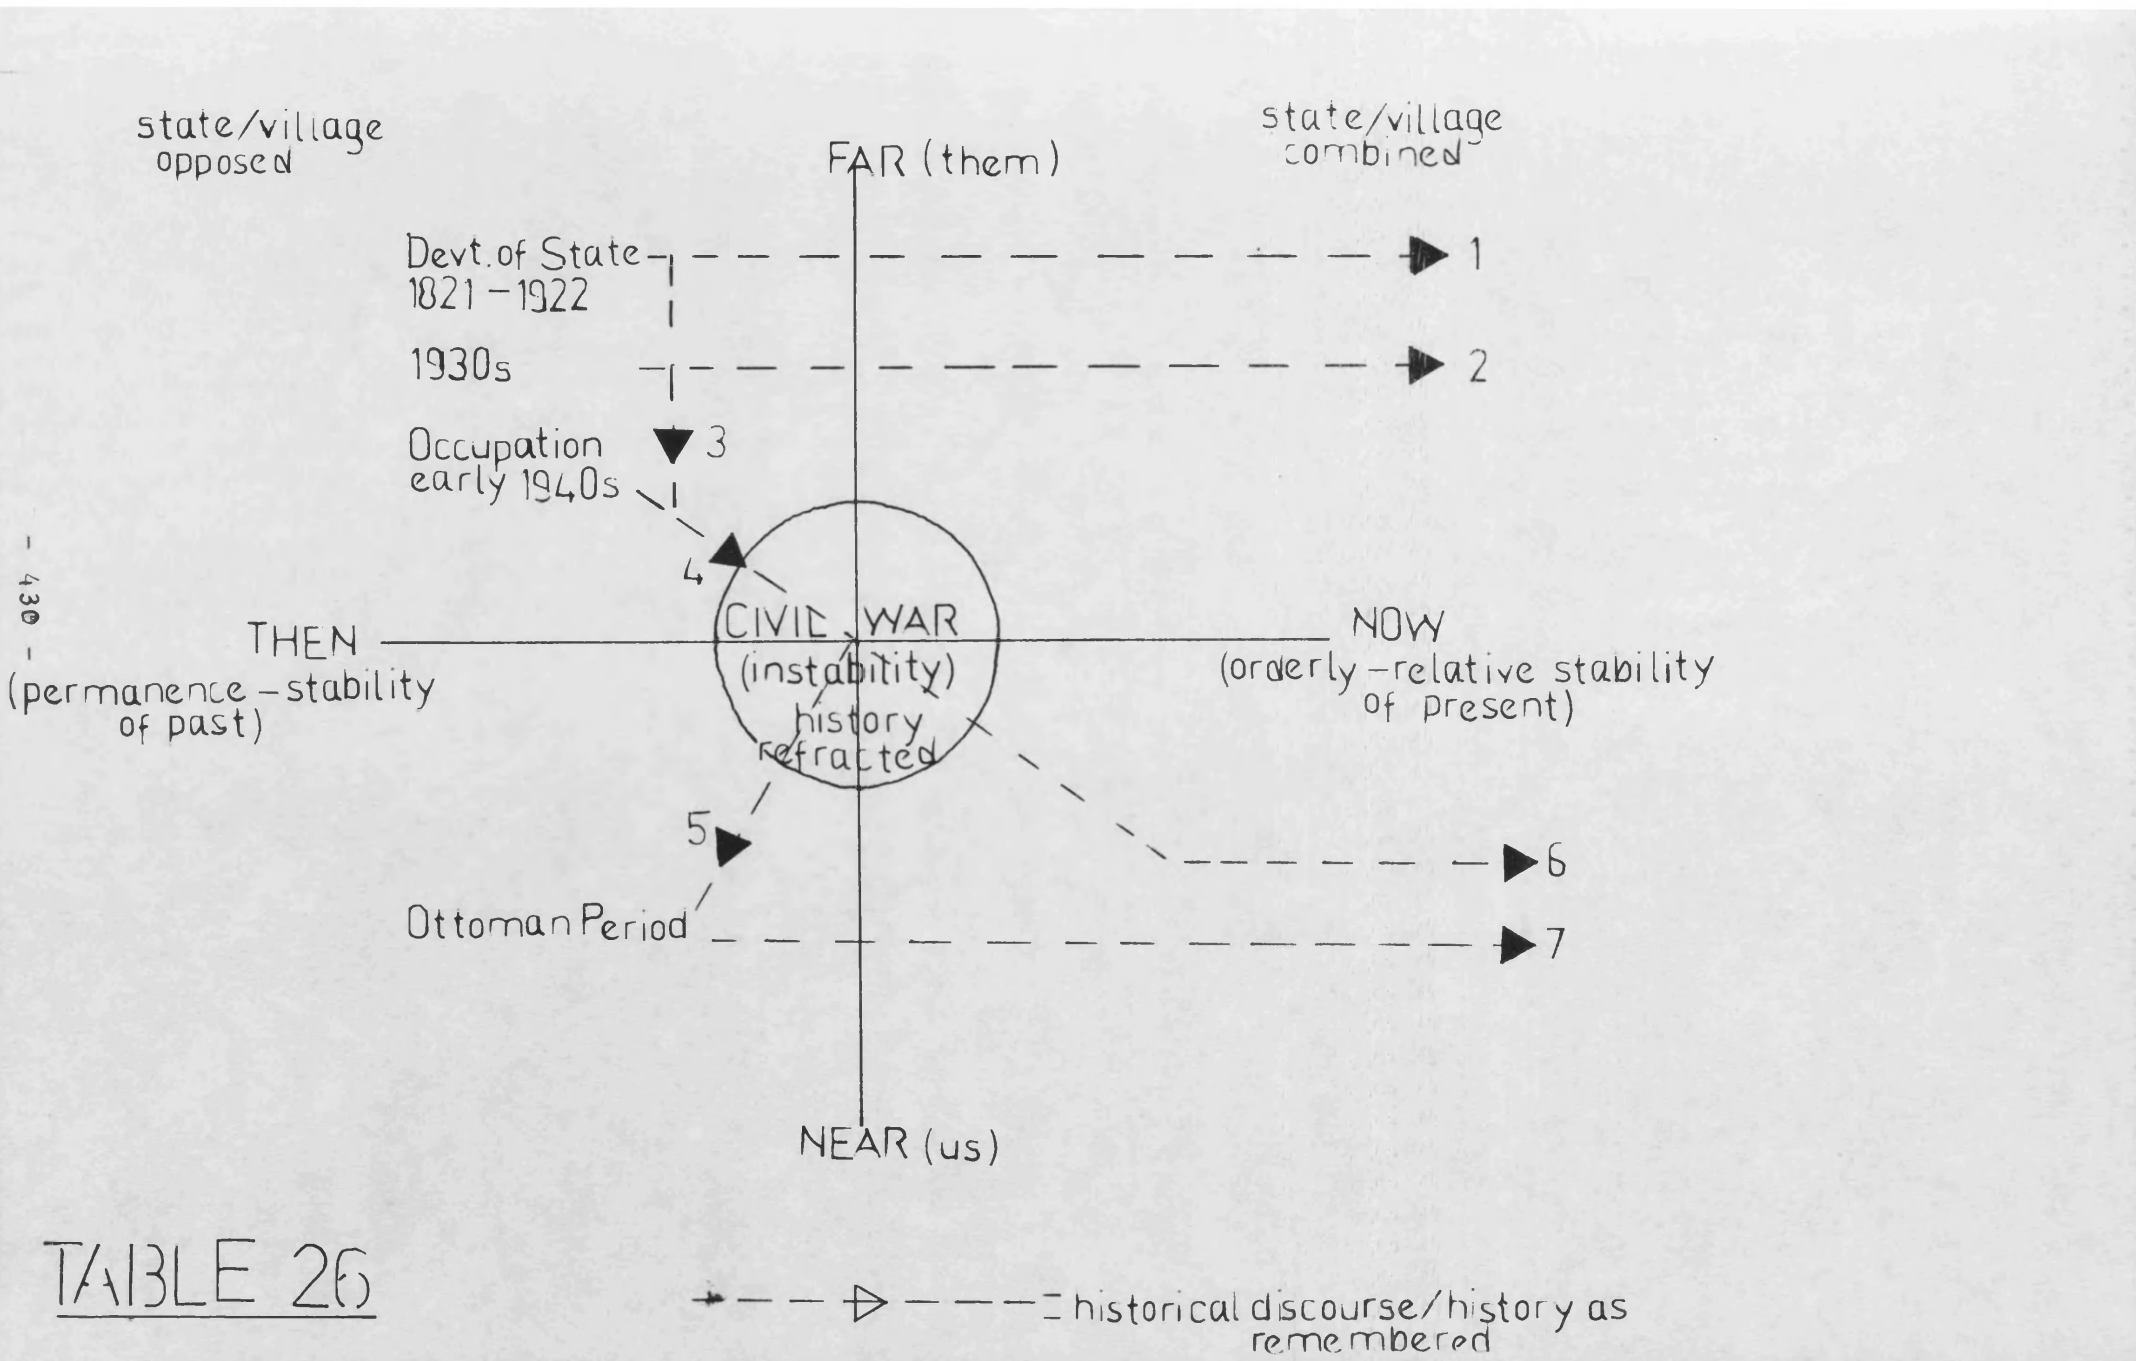 state/village
opposed
state/village
combined
FAR (them)
Devt. of State
1821 – 1922
1
1930s
2
Occupation
early 1940s
3
4
- 430 -
THEN
(permanence – stability
of past)
CIVIL WAR
(instability)
history
refracted
NOW
(orderly – relative stability
of present)
5
6
Ottoman Period
7
NEAR (us)
TABLE 26
= historical discourse/history as
remembered